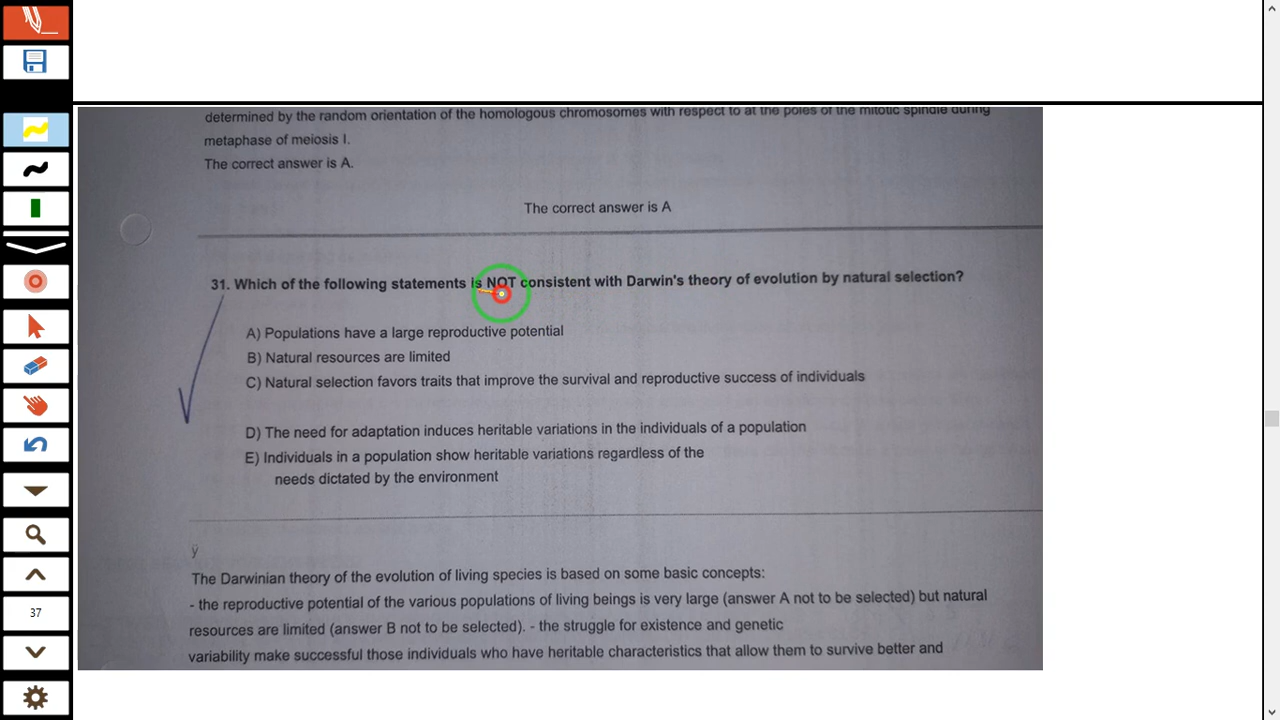 determined by the random orientation of the homologous chromosomes with respect to at the poles of the mitotic spindle during
metaphase of meiosis I.
The correct answer is A.
The correct answer is A
31. Which of the following statements is NOT consistent with Darwin's theory of evolution by natural selection?
A) Populations have a large reproductive potential
B) Natural resources are limited
C) Natural selection favors traits that improve the survival and reproductive success of individuals
D) The need for adaptation induces heritable variations in the individuals of a population
E) Individuals in a population show heritable variations regardless of the
needs dictated by the environment
ÿ
The Darwinian theory of the evolution of living species is based on some basic concepts:
- the reproductive potential of the various populations of living beings is very large (answer A not to be selected) but natural
resources are limited (answer B not to be selected). - the struggle for existence and genetic
variability make successful those individuals who have heritable characteristics that allow them to survive better and
37